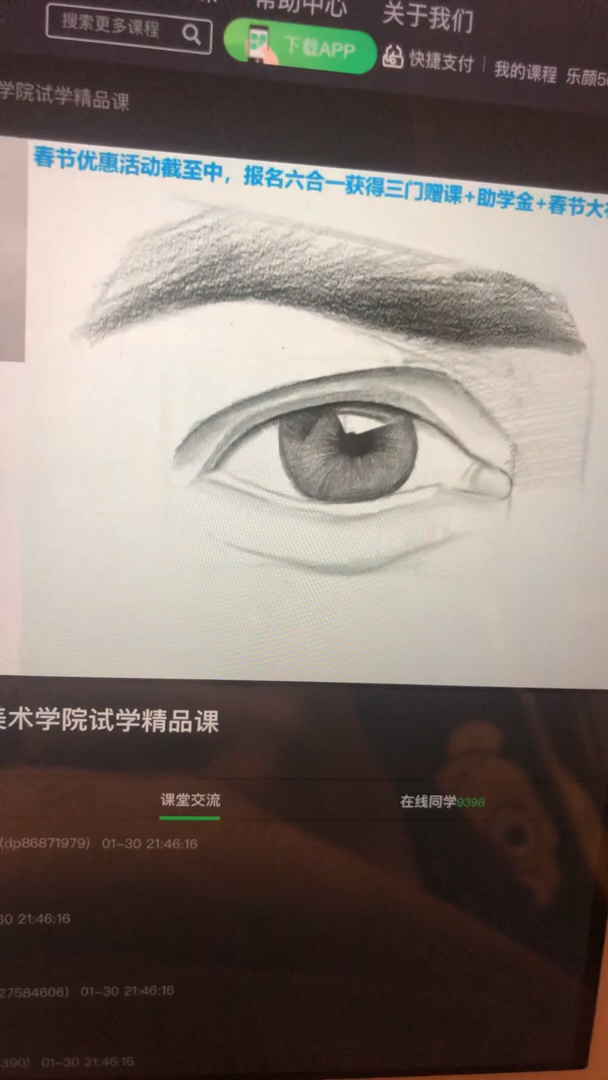 帮助中心 关于我们
搜索更多课程 下载APP 快捷支付 我的课程 乐颜
学院试学精品课
春节优惠活动截至中，报名六合一获得三门赠课+助学金+春节大
美术学院试学精品课
课堂交流 在线同学9398
(dp86871979) 01-30 21:46:16
30 21:46:16
27584606) 01-30 21:46:16
390) 01-30 21:46:16